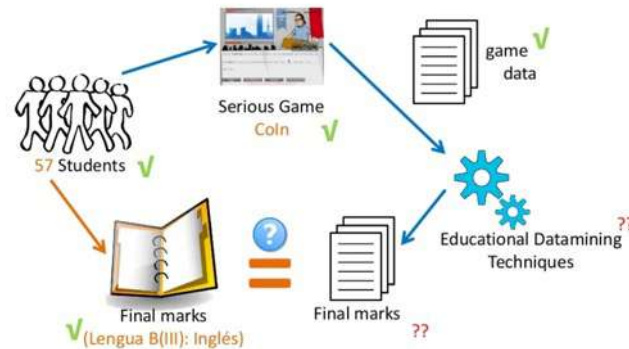 game
data
Serious Game
CoIn
57 Students
??
Educational Datamining
Techniques
?
Final marks
(Lengua B(III): Inglés)
Final marks
??